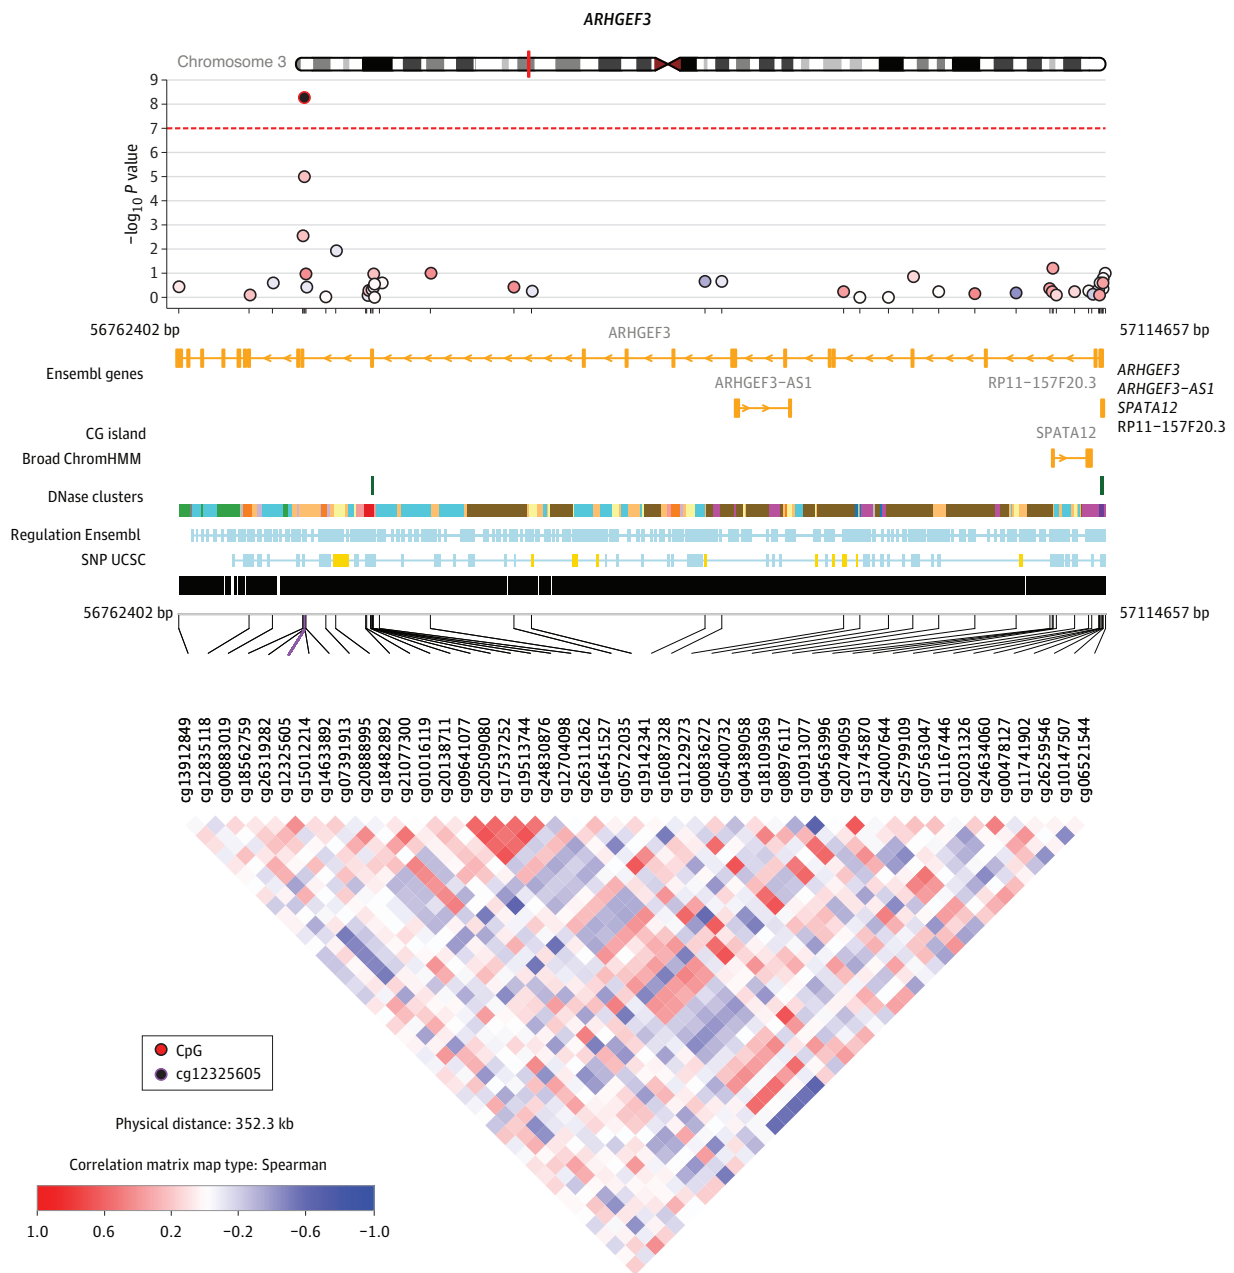 ARHGEF3
Chromosome 3
9
8
7
6
5
4
3
2
1
0
−log10 P value
56762402 bp
57114657 bp
ARHGEF3
Ensembl genes
ARHGEF3-AS1
RP11-157F20.3
ARHGEF3
ARHGEF3-AS1
SPATA12
RP11-157F20.3
CG island
SPATA12
Broad ChromHMM
DNase clusters
Regulation Ensembl
SNP UCSC
56762402 bp
57114657 bp
cg13912849
cg12835118
cg00883019
cg18562759
cg26319282
cg12325605
cg15012214
cg14633892
cg07391913
cg20888995
cg18482892
cg21077300
cg01016119
cg20138711
cg09641077
cg20509080
cg17537252
cg19513744
cg24830876
cg12704098
cg26311262
cg16451527
cg05722035
cg19142341
cg16087328
cg11229273
cg00836272
cg05400732
cg04389058
cg18109369
cg08976117
cg10913077
cg04563996
cg20749059
cg13745870
cg24007644
cg25799109
cg07563047
cg11167446
cg02031326
cg24634060
cg00478127
cg11741902
cg26259546
cg10147507
cg06521544
CpG
cg12325605
Physical distance: 352.3 kb
Correlation matrix map type: Spearman
1.0 0.6 0.2 −0.2 −0.6 −1.0